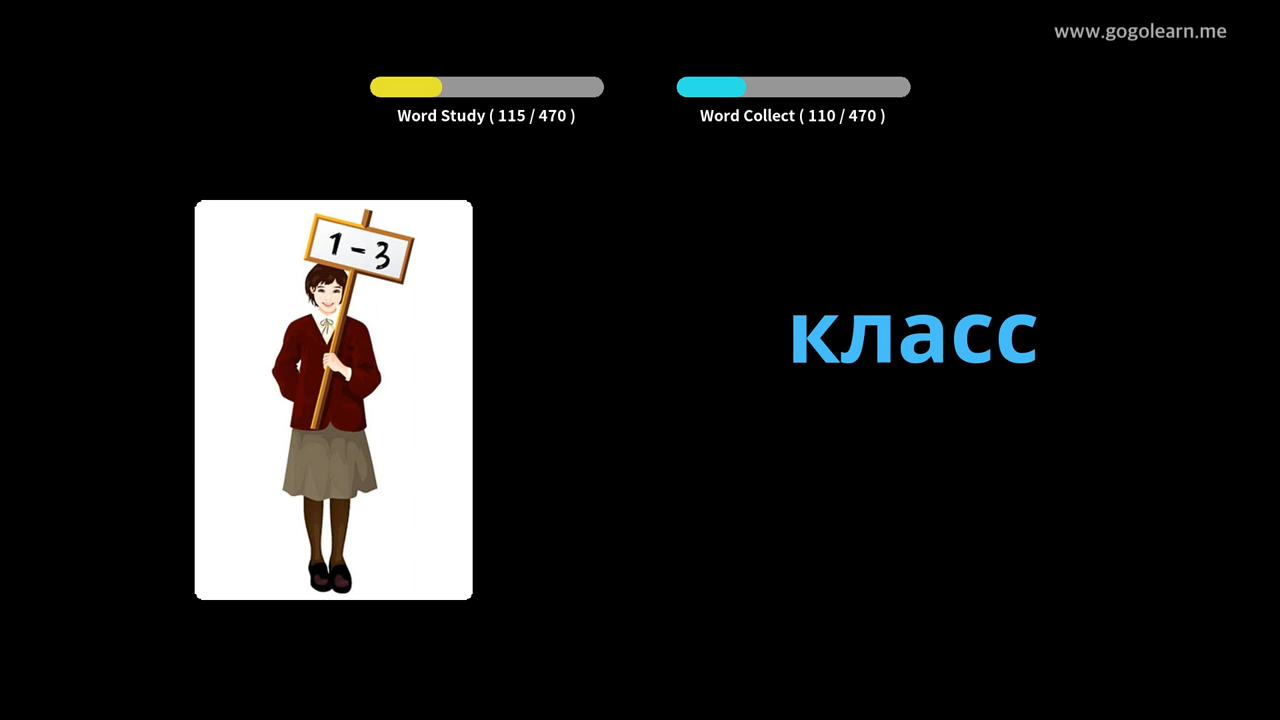 www.gogolearn.me
Word Study ( 115 / 470 )
Word Collect ( 110 / 470 )
1 - 3
класс